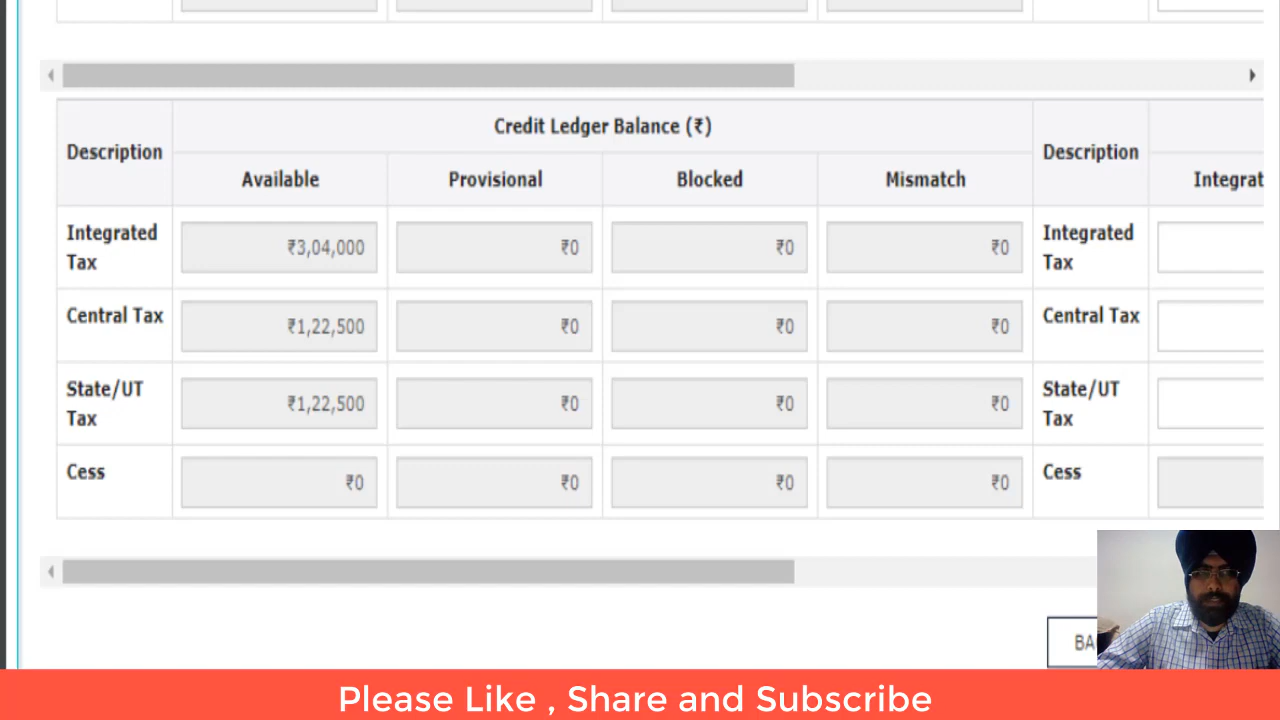 Credit Ledger Balance (₹)
Description
Description
Available Provisional Blocked Mismatch
Integrated Tax ₹3,04,000 ₹0 ₹0 ₹0 Integrated Tax
Central Tax ₹1,22,500 ₹0 ₹0 ₹0 Central Tax
State/UT Tax ₹1,22,500 ₹0 ₹0 ₹0 State/UT Tax
Cess ₹0 ₹0 ₹0 ₹0 Cess
Please Like , Share and Subscribe